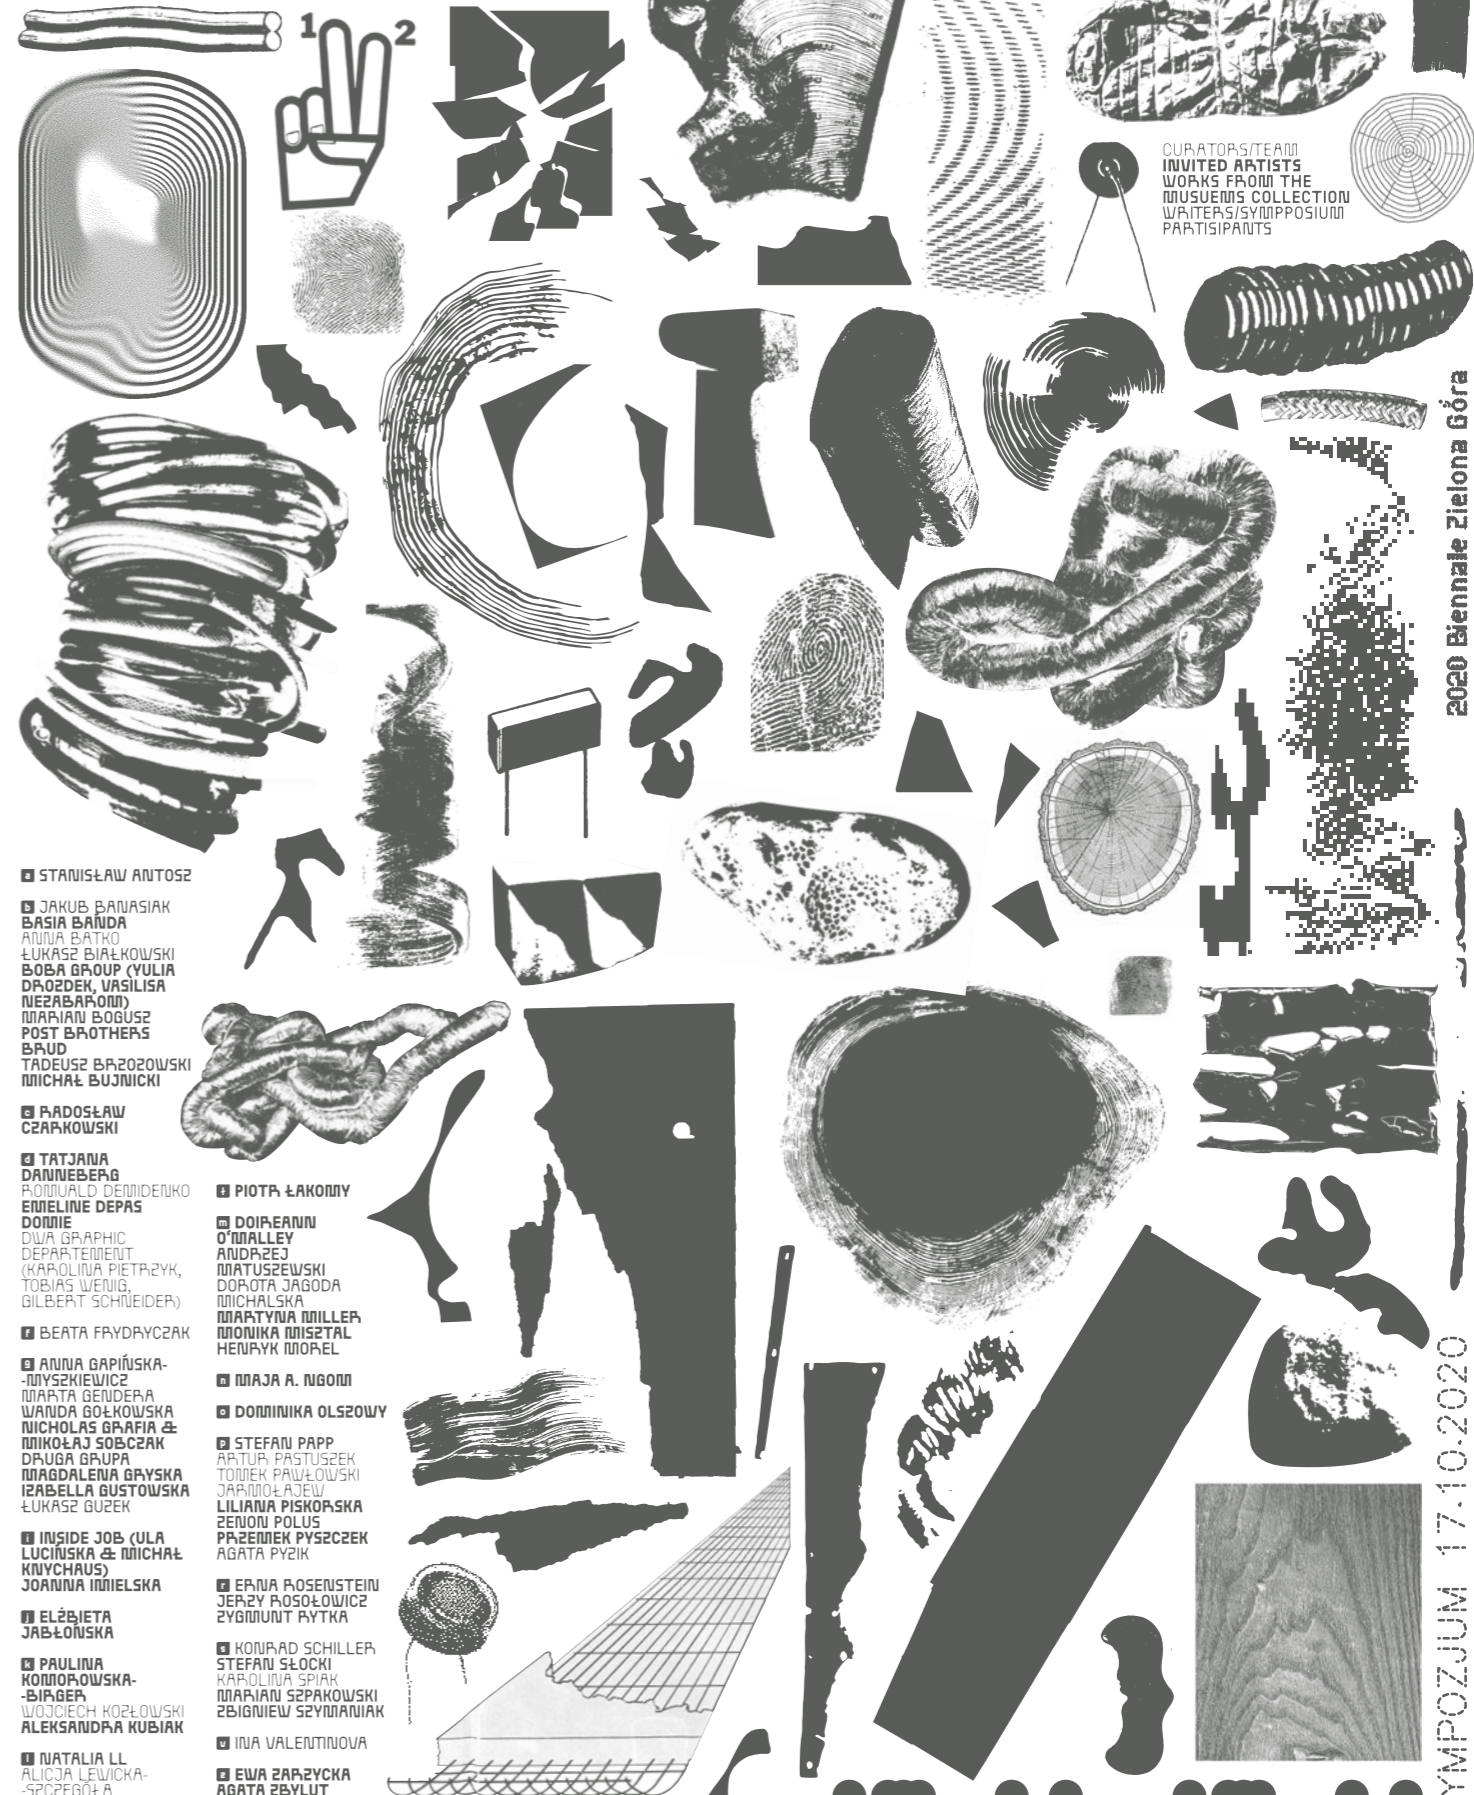 1 2
CURATORS/TEAM
INVITED ARTISTS
WORKS FROM THE
MUSUEMS COLLECTION
WRITERS/SYMPPOSIUM
PARTISIPANTS
2020 Biennale Zielona Góra
a STANISŁAW ANTOSZ
b JAKUB BANASIAK
BASIA BAŃDA
ANNA BATKO
ŁUKASZ BIAŁKOWSKI
BOBA GROUP (YULIA
DROZDEK, VASILISA
NEZABAROM)
MARIAN BOGUSZ
POST BROTHERS
BRUD
TADEUSZ BRZOZOWSKI
MICHAŁ BUJNICKI
c RADOSŁAW
CZARKOWSKI
d TATJANA
DANNEBERG
ROMUALD DEMIDENKO
EMELINE DEPAS
DOMIE
DWA GRAPHIC
DEPARTEMENT
(KAROLINA PIETRZYK,
TOBIAS WENIG,
GILBERT SCHNEIDER)
f BEATA FRYDRYCZAK
g ANNA GAPIŃSKA-
-MYSZKIEWICZ
MARTA GENDERA
WANDA GOŁKOWSKA
NICHOLAS GRAFIA &
MIKOŁAJ SOBCZAK
DRUGA GRUPA
MAGDALENA GRYSKA
IZABELLA GUSTOWSKA
ŁUKASZ GUZEK
i INSIDE JOB (ULA
LUCIŃSKA & MICHAŁ
KNYCHAUS)
JOANNA IMIELSKA
j ELŻBIETA
JABŁOŃSKA
k PAULINA
KOMOROWSKA-
-BIRGER
WOJCIECH KOZŁOWSKI
ALEKSANDRA KUBIAK
l NATALIA LL
ALICJA LEWICKA-
-SZCZEGÓŁA
ł PIOTR ŁAKOMY
m DOIREANN
O'MALLEY
ANDRZEJ
MATUSZEWSKI
DOROTA JAGODA
MICHALSKA
MARTYNA MILLER
MONIKA MISZTAL
HENRYK MOREL
n MAJA A. NGOM
o DOMINIKA OLSZOWY
p STEFAN PAPP
ARTUR PASTUSZEK
TOMEK PAWŁOWSKI
JARMOŁAJEW
LILIANA PISKORSKA
ZENON POLUS
PRZEMEK PYSZCZEK
AGATA PYZIK
r ERNA ROSENSTEIN
JERZY ROSOŁOWICZ
ZYGMUNT RYTKA
s KONRAD SCHILLER
STEFAN SŁOCKI
KAROLINA SPIAK
MARIAN SZPAKOWSKI
ZBIGNIEW SZYMANIAK
v INA VALENTINOVA
z EWA ZARZYCKA
AGATA ZBYLUT
YMPOZJUM 17.10.2020